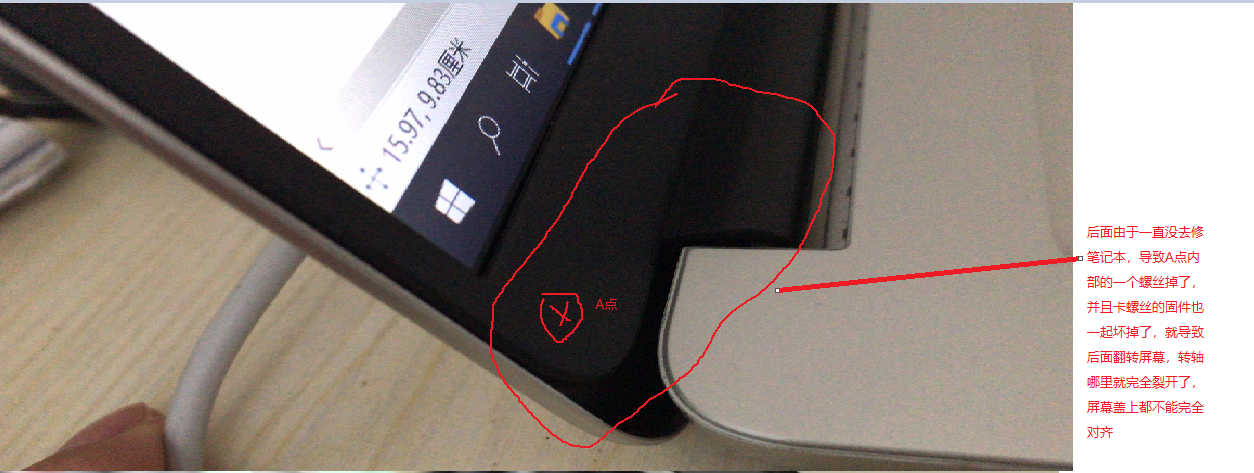 15.97, 9.83厘米
A点
后面由于一直没去修
笔记本，导致A点内
部的一个螺丝掉了，
并且卡螺丝的固件也
一起坏掉了，就导致
后面翻转屏幕，转轴
哪里就完全裂开了，
屏幕盖上都不能完全
对齐